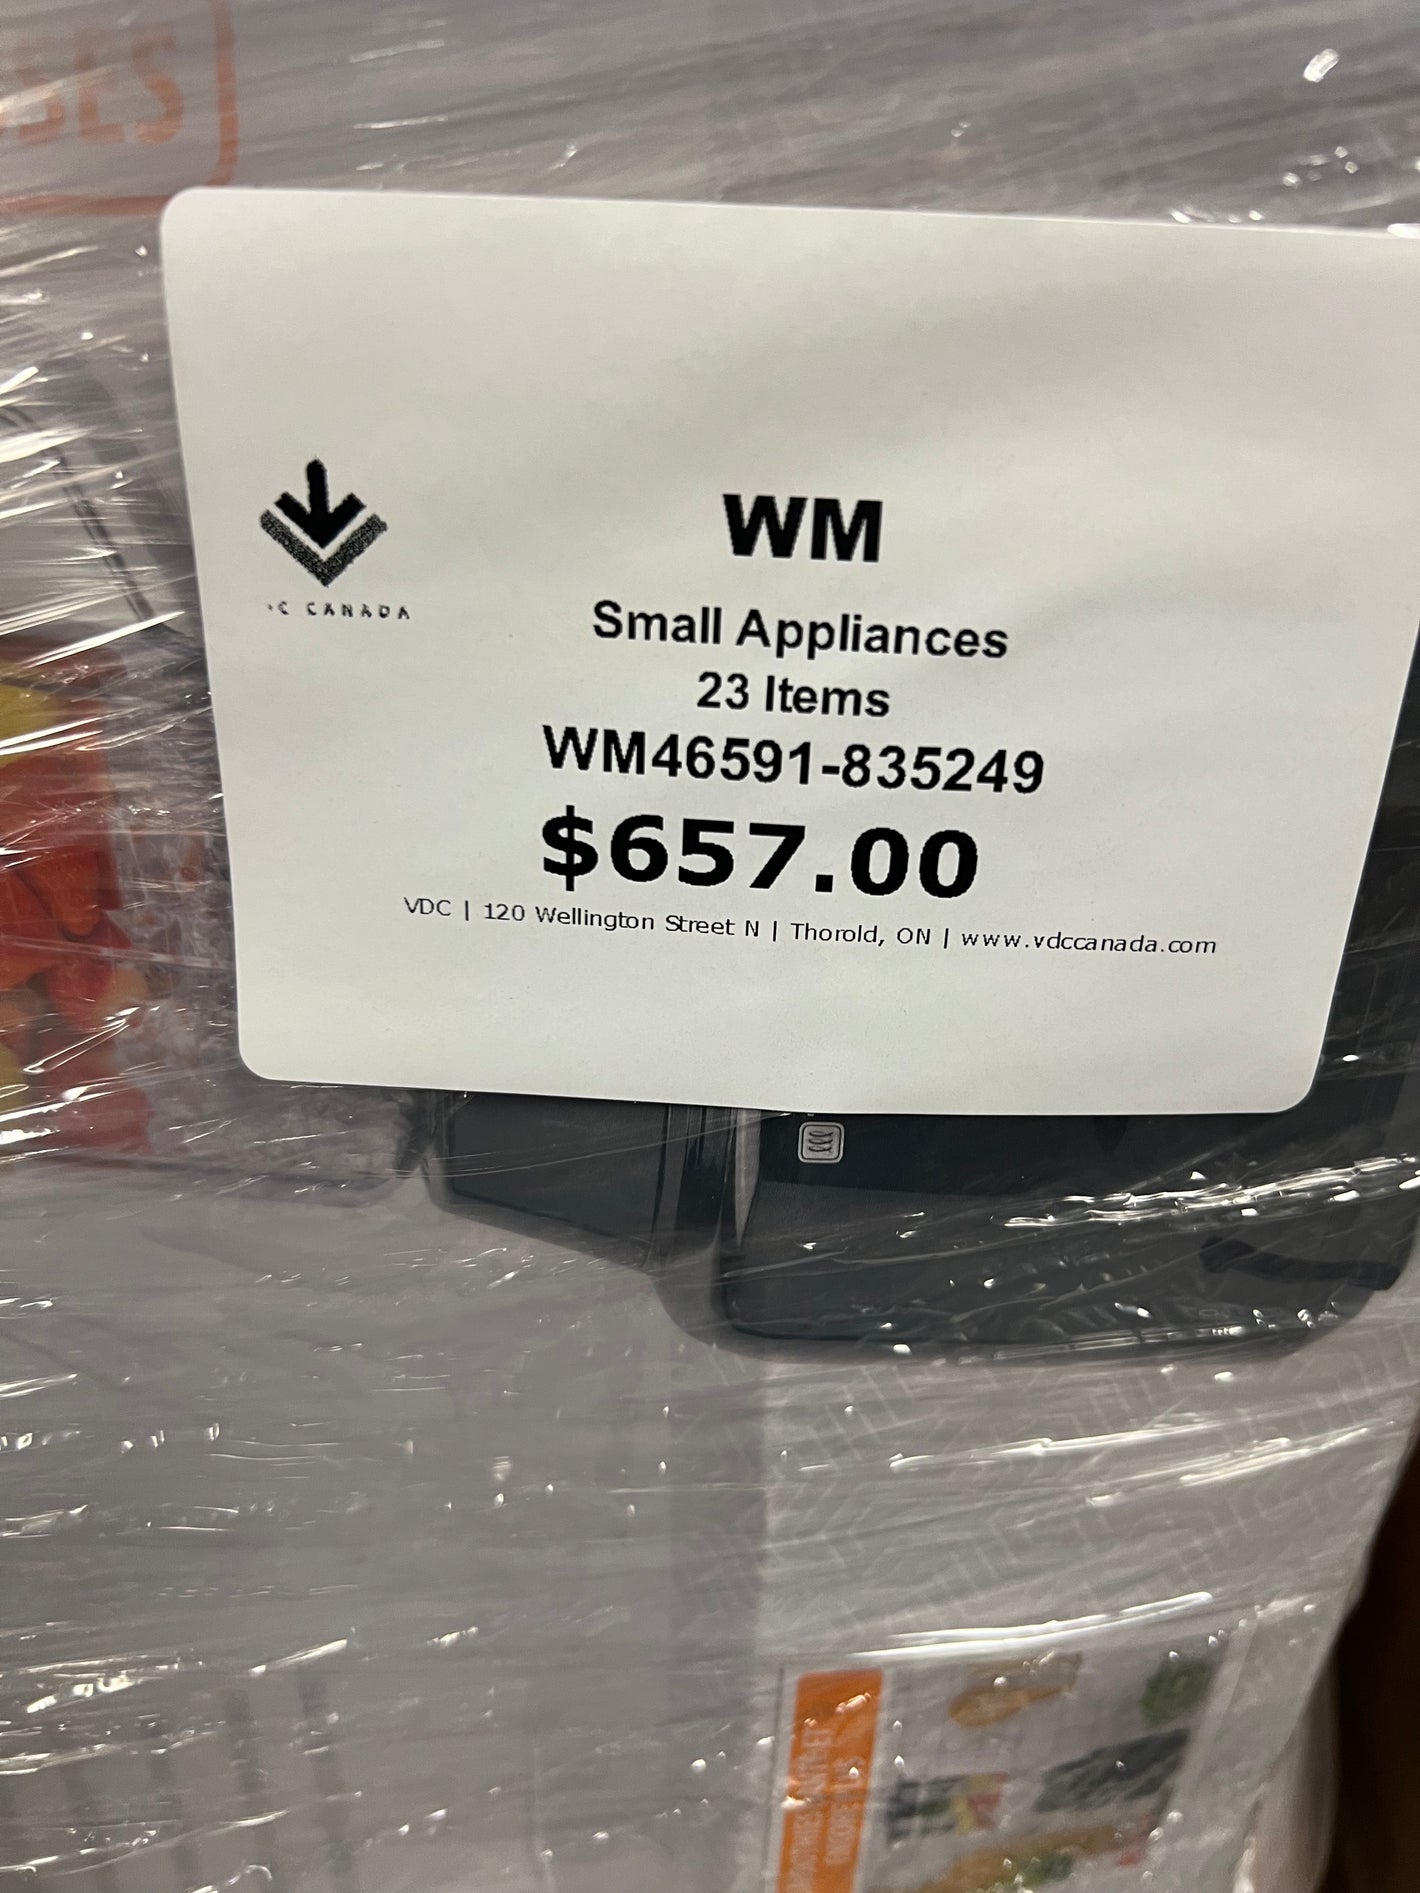 WM
Small Appliances
23 Items
C CANADA
WM46591-835249
$657.00
VDC | 120 Wellington Street N | Thorold, ON | www.vdccanada.com